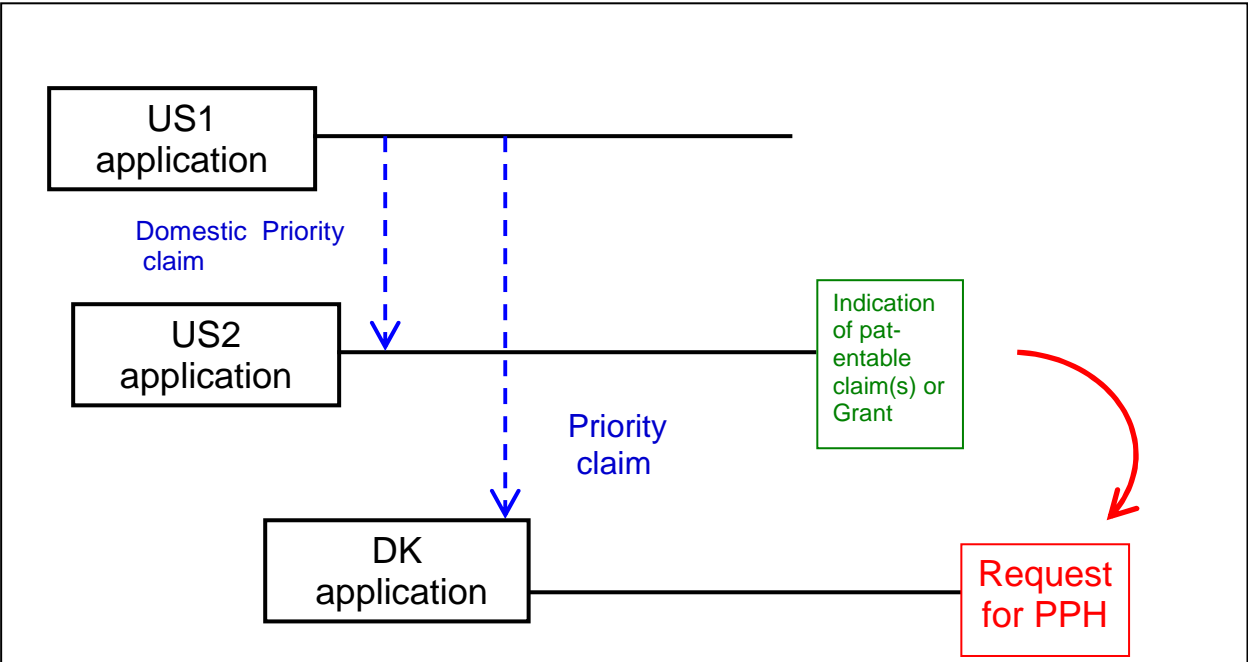 US1
application
Domestic Priority
claim
US2
application
Indication
of pat-
entable
claim(s) or
Grant
Priority
claim
DK
application
Request
for PPH